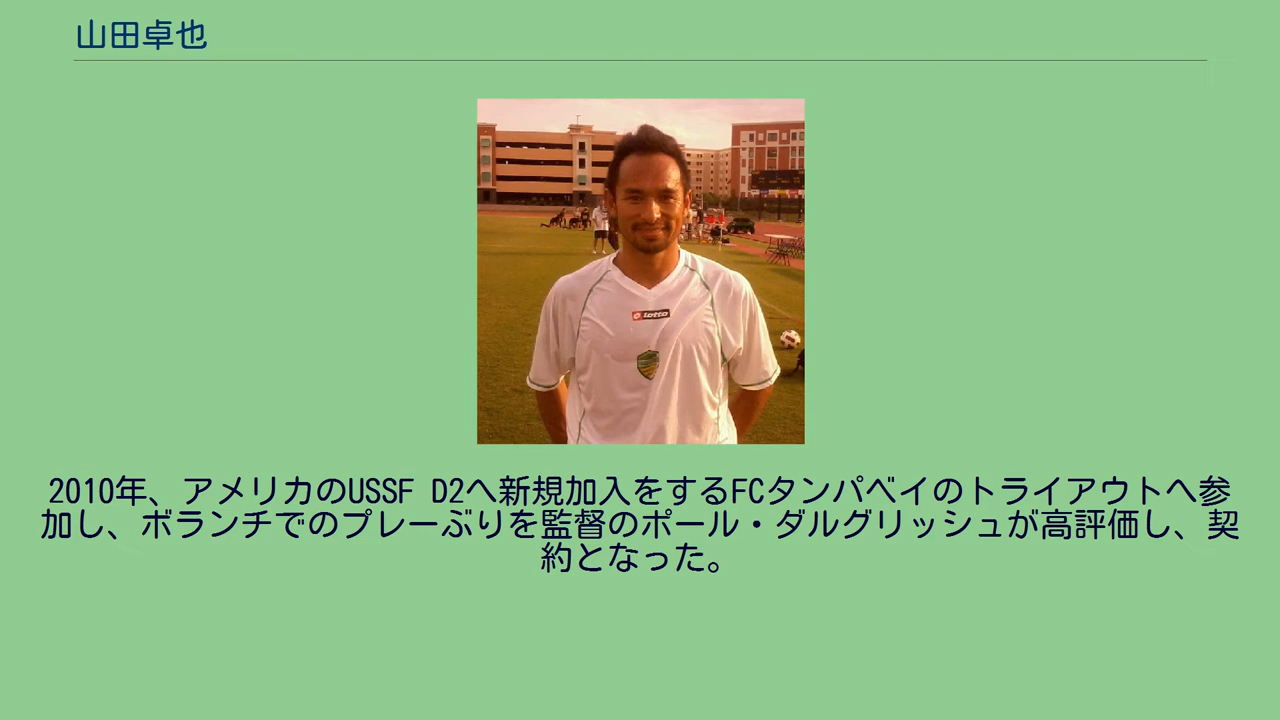 山田卓也
lotto
2010年、アメリカのUSSF D2へ新規加入をするFCタンパベイのトライアウトへ参
加し、ボランチでのプレーぶりを監督のポール・ダルグリッシュが高評価し、契
約となった。